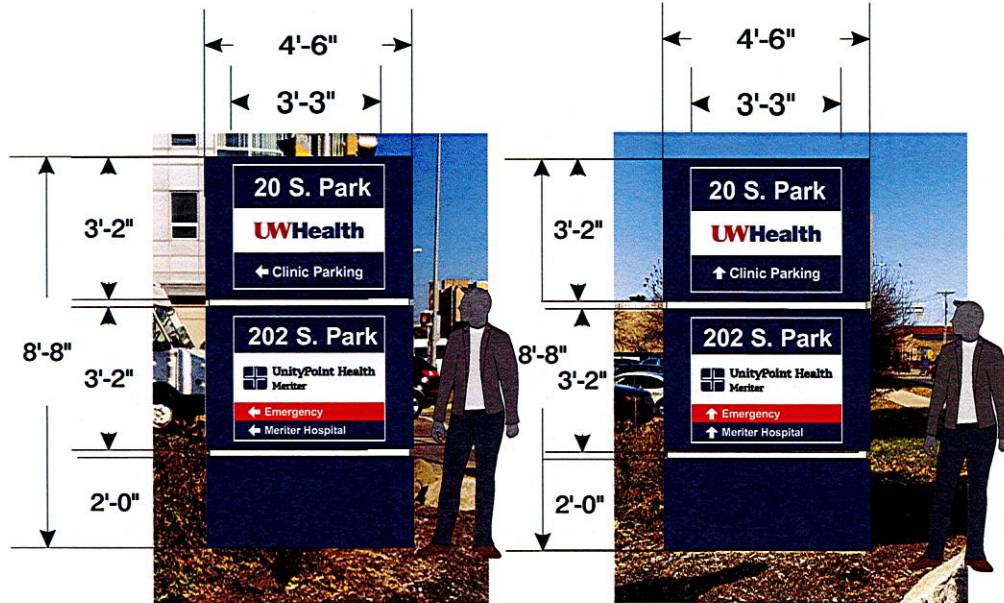 4'-6"
3'-3"
3'-2"
8'-8"
3'-2"
2'-0"
20 S. Park
UWHealth
← Clinic Parking
202 S. Park
UnityPoint Health
Meriter
← Emergency
← Meriter Hospital
4'-6"
3'-3"
3'-2"
8'-8"
3'-2"
2'-0"
20 S. Park
UWHealth
↑ Clinic Parking
202 S. Park
UnityPoint Health
Meriter
↑ Emergency
↑ Meriter Hospital